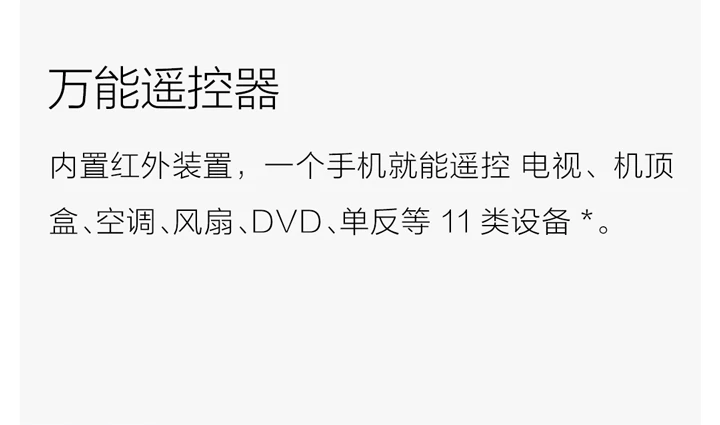 万能遥控器
内置红外装置，一个手机就能遥控 电视、机顶
盒、空调、风扇、DVD、单反等 11 类设备 *。